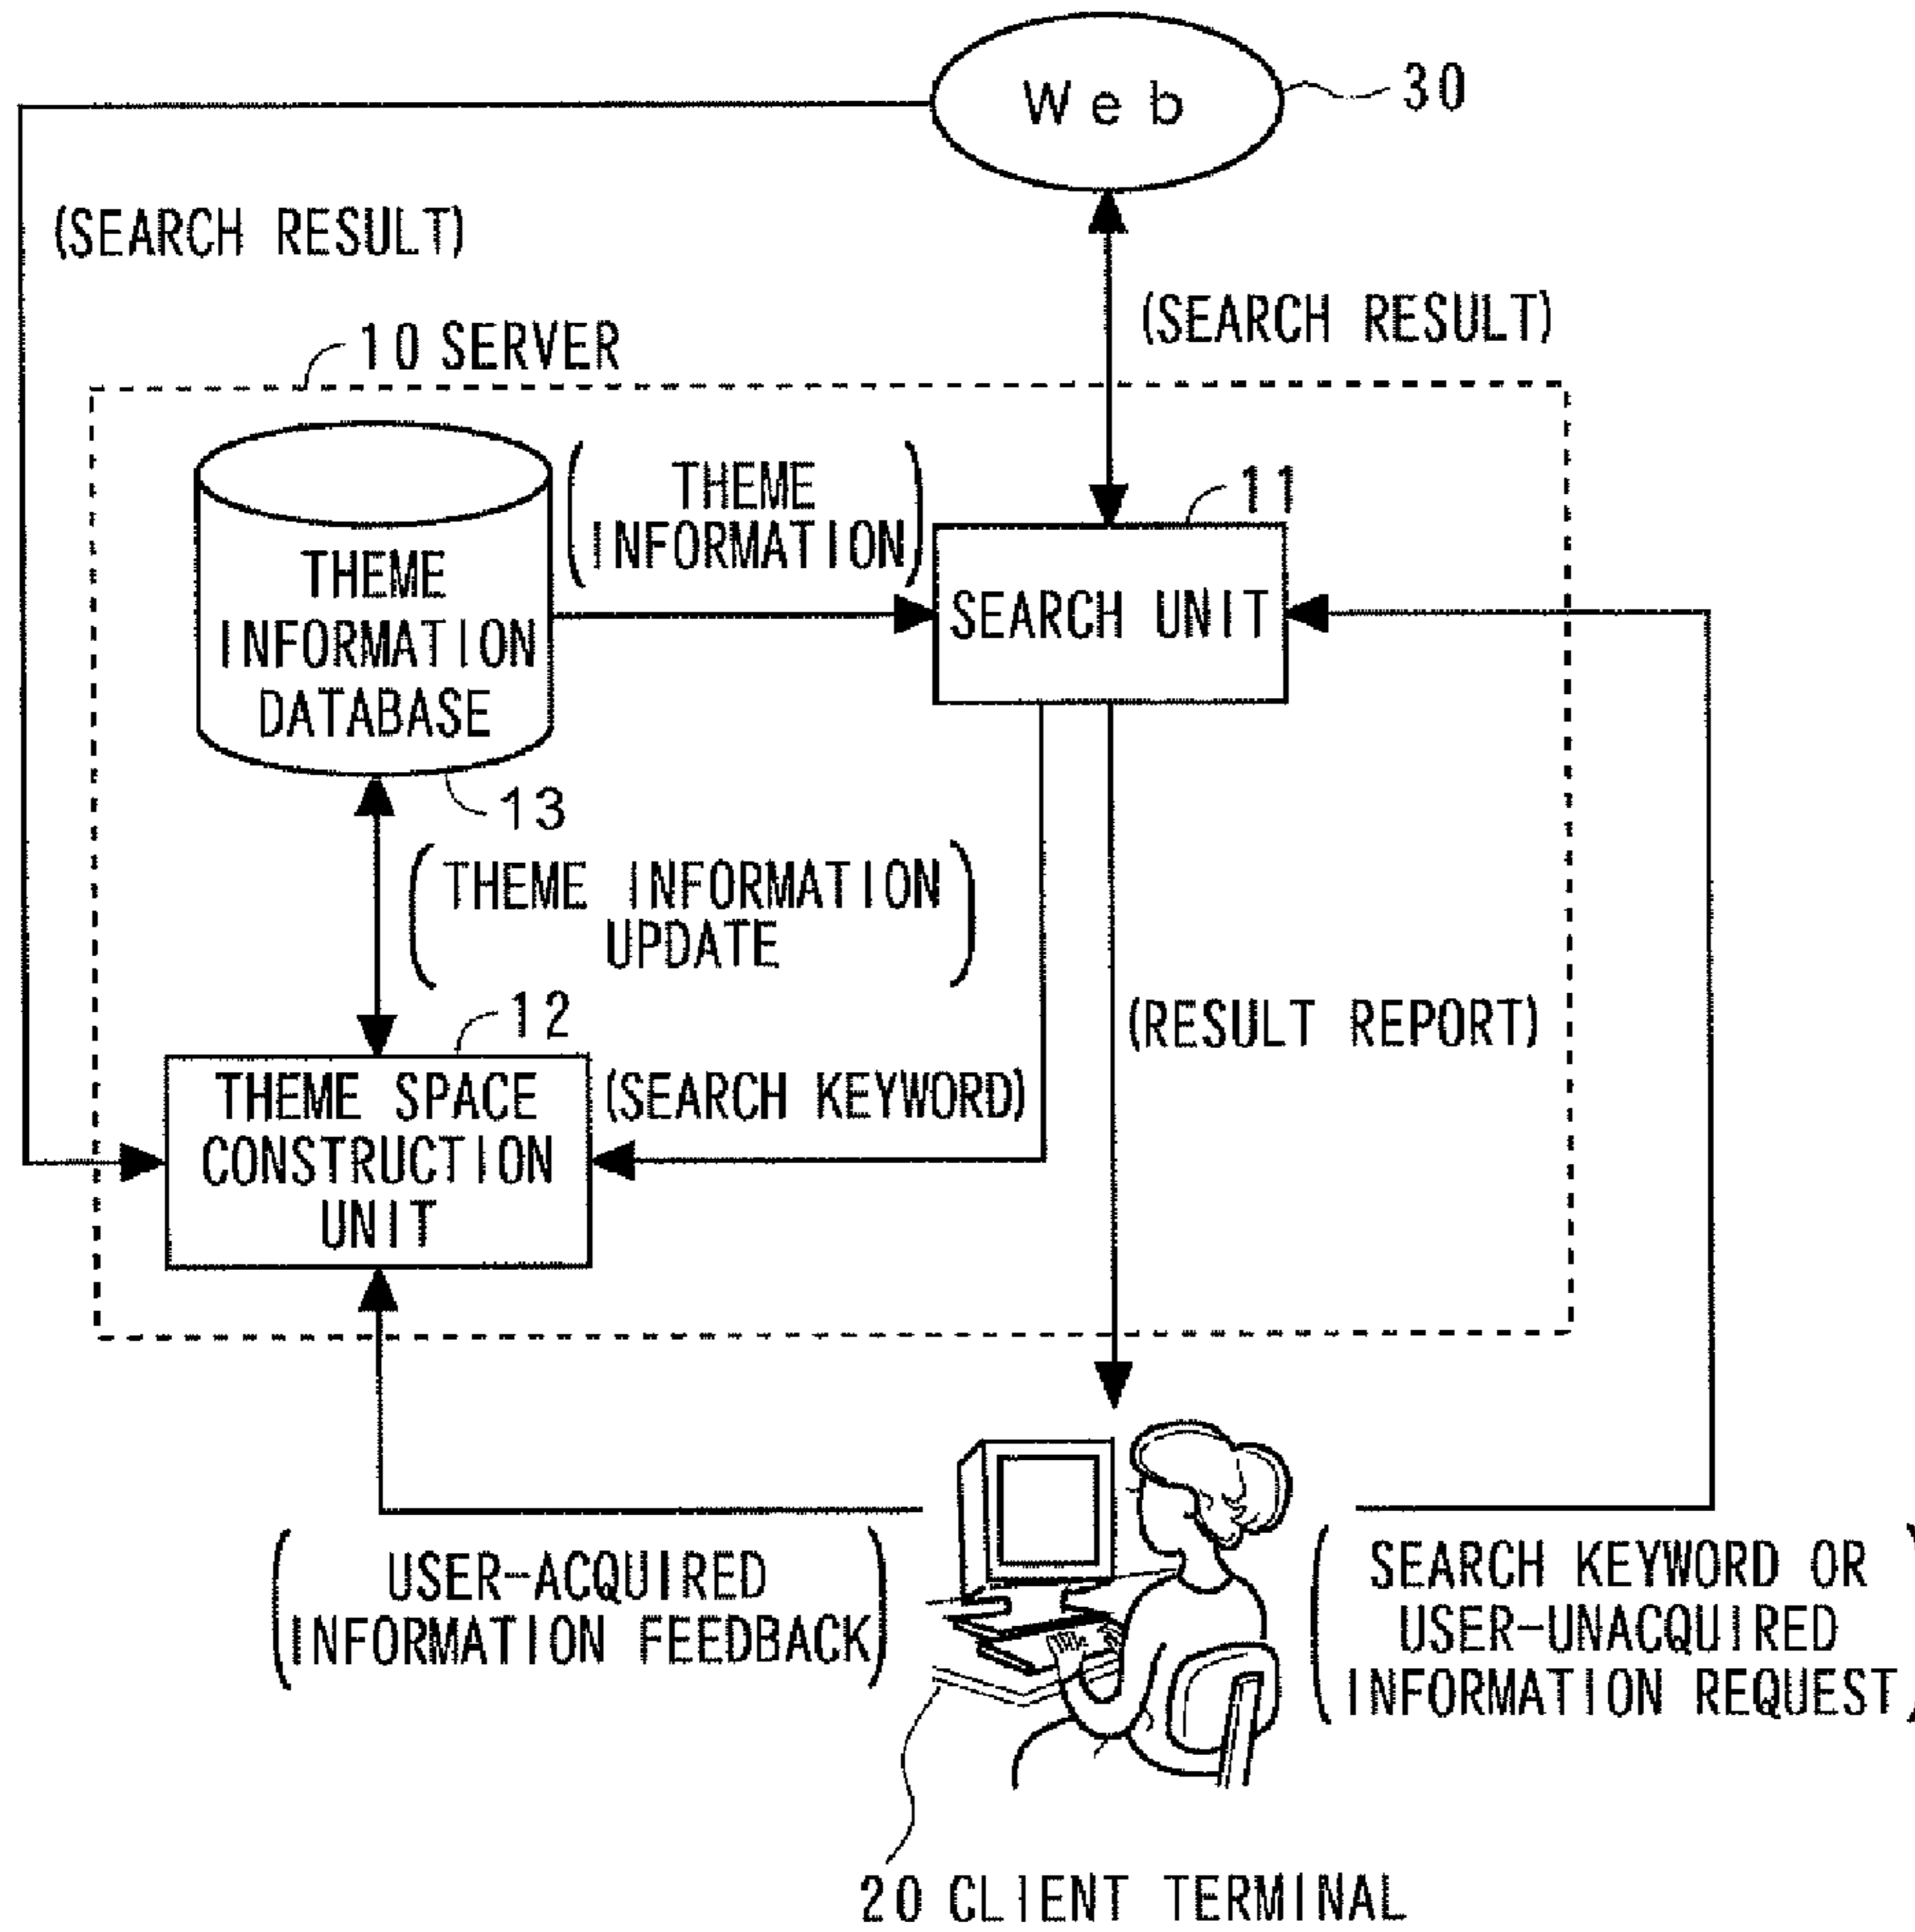 Web
30
(SEARCH RESULT)
(SEARCH RESULT)
10 SERVER
(THEME
INFORMATION)
11
THEME
INFORMATION
DATABASE
SEARCH UNIT
13
(THEME INFORMATION
UPDATE)
12
(RESULT REPORT)
THEME SPACE
CONSTRUCTION
UNIT
(SEARCH KEYWORD)
(USER-ACQUIRED
INFORMATION FEEDBACK)
(SEARCH KEYWORD OR
USER-UNACQUIRED
INFORMATION REQUEST)
20 CLIENT TERMINAL